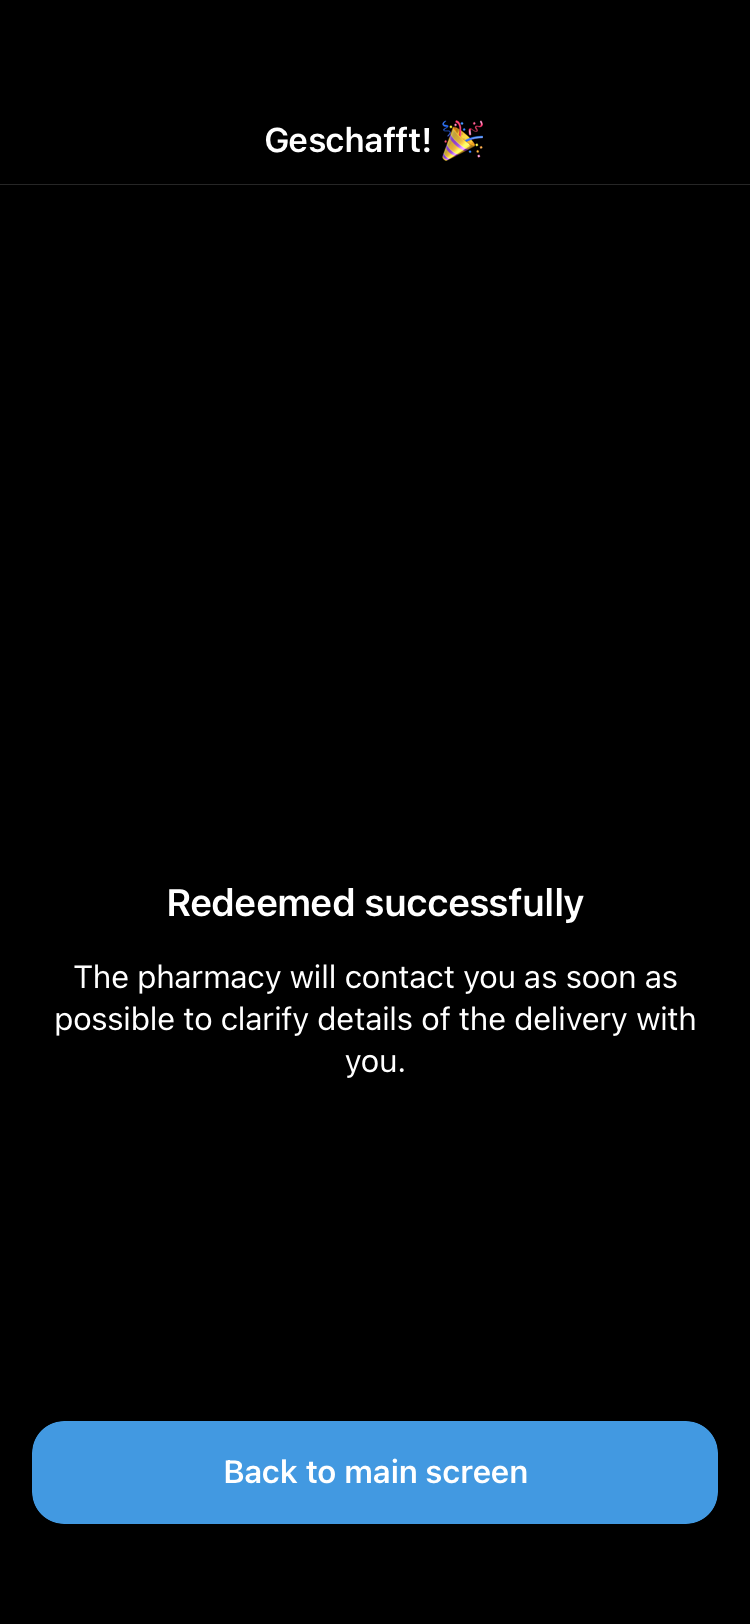 Geschafft! 🎉
Redeemed successfully
The pharmacy will contact you as soon as
possible to clarify details of the delivery with
you.
Back to main screen